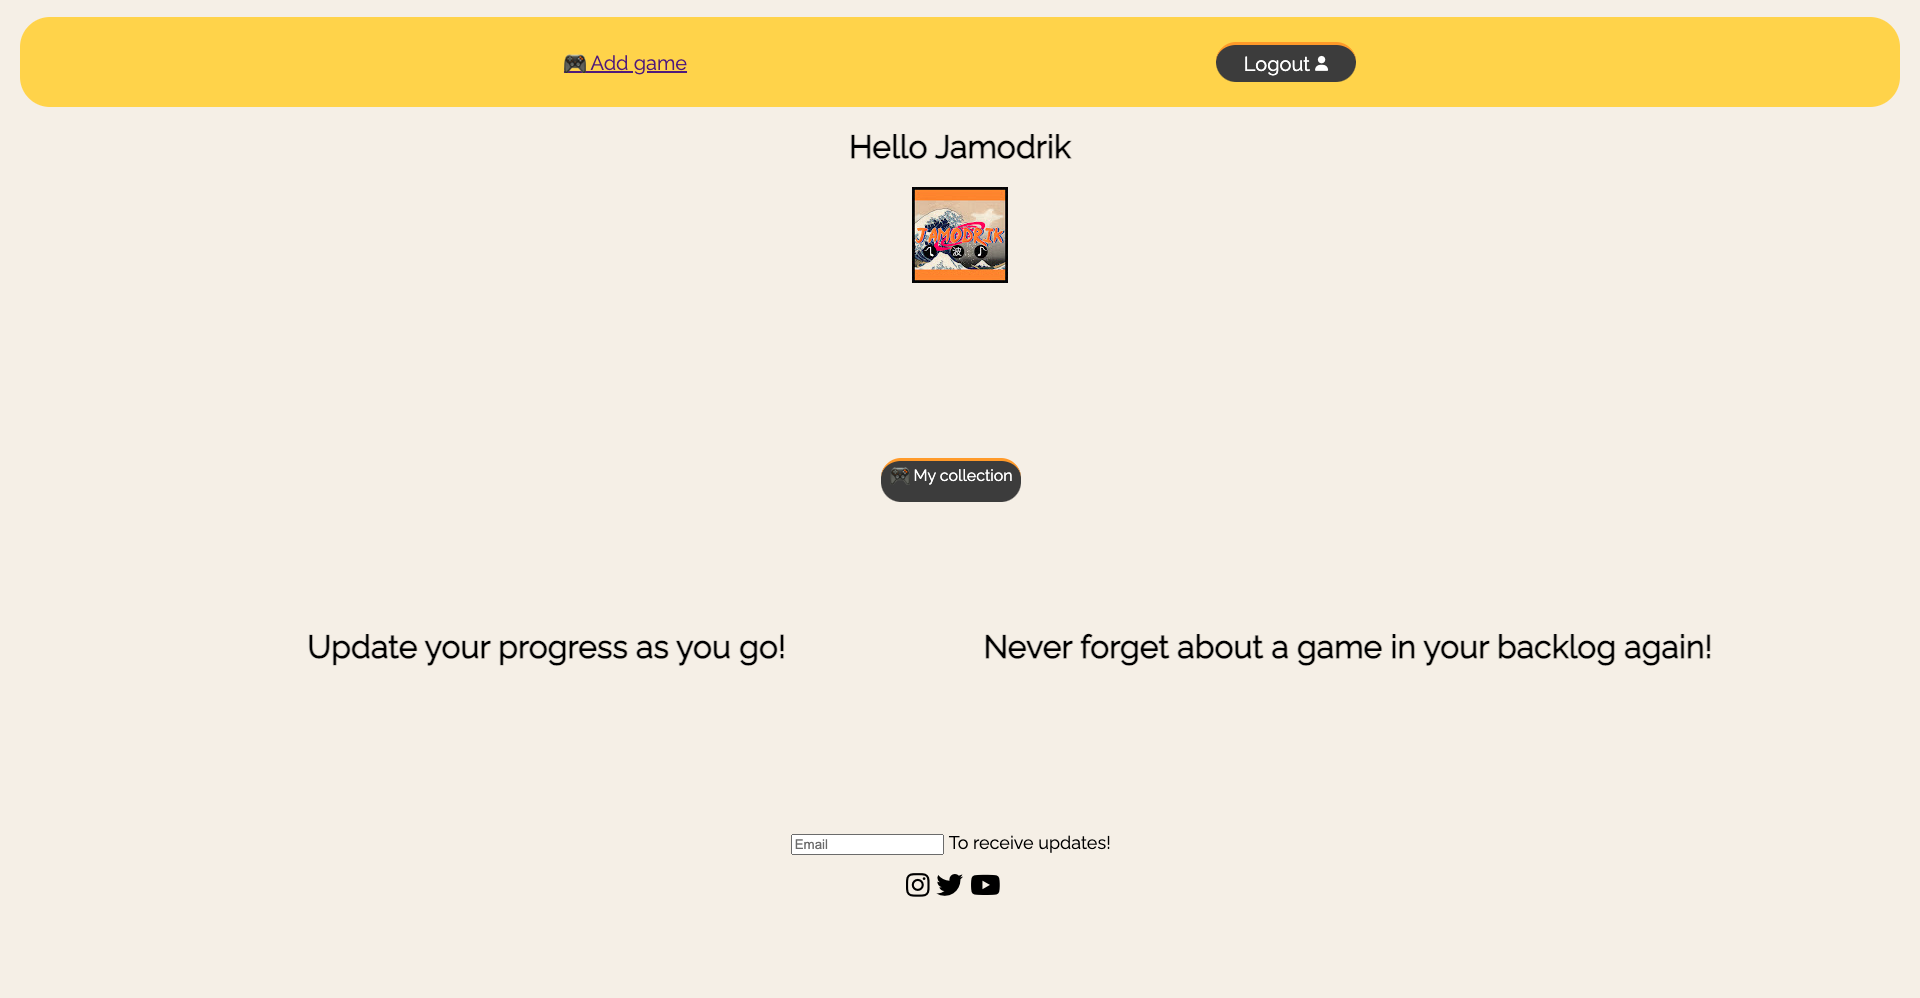 Add game
Logout
Hello Jamodrik
JAMODRIK
波
My collection
Update your progress as you go!
Never forget about a game in your backlog again!
Email
To receive updates!